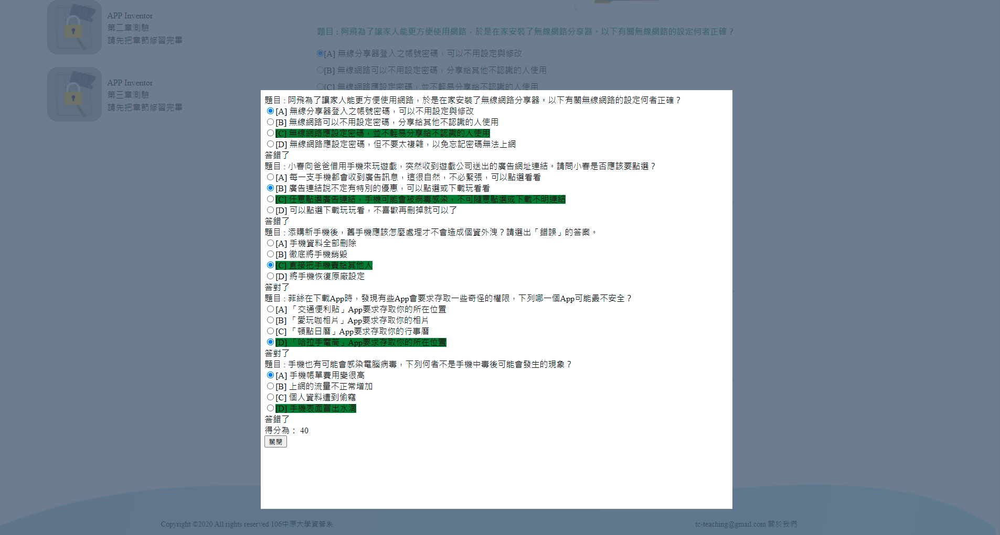 APP Inventor
第二章測驗
請先把章節修習完畢
APP Inventor
第三章測驗
請先把章節修習完畢
題目 : 阿飛為了讓家人能更方便使用網路，於是在家安裝了無線網路分享器。以下有關無線網路的設定何者正確？
[A] 無線分享器登入之帳號密碼，可以不用設定與修改
[B] 無線網路可以不用設定密碼，分享給其他不認識的人使用
[C] 無線網路應設定密碼，並不輕易分享給不認識的人使用
題目 : 阿飛為了讓家人能更方便使用網路，於是在家安裝了無線網路分享器。以下有關無線網路的設定何者正確？
[A] 無線分享器登入之帳號密碼，可以不用設定與修改
[B] 無線網路可以不用設定密碼，分享給其他不認識的人使用
[C] 無線網路應設定密碼，並不輕易分享給不認識的人使用
[D] 無線網路應設定密碼，但不要太複雜，以免忘記密碼無法上網
答錯了
題目 : 小春向爸爸借用手機來玩遊戲，突然收到遊戲公司送出的廣告網址連結。請問小春是否應該要點選？
[A] 每一支手機都會收到廣告訊息，這很自然，不必緊張，可以點選看看
[B] 廣告連結說不定有特別的優惠，可以點選或下載玩看看
[C] 任意點選廣告連結，手機可能會被病毒感染，不可隨意點選或下載不明連結
[D] 可以點選下載玩玩看，不喜歡再刪掉就可以了
答錯了
題目 : 添購新手機後，舊手機應該怎麼處理才不會造成個資外洩？請選出「錯誤」的答案。
[A] 手機資料全部刪除
[B] 徹底將手機銷毀
[C] 直接把手機賣給其他人
[D] 將手機恢復原廠設定
答對了
題目 : 菲絲在下載App時，發現有些App會要求存取一些奇怪的權限，下列哪一個App可能最不安全？
[A] 「交通便利貼」App要求存取你的所在位置
[B] 「愛玩咖相片」App要求存取你的相片
[C] 「頓點日曆」App要求存取你的行事曆
[D] 「哈拉手電筒」App要求存取你的所在位置
答對了
題目 : 手機也有可能會感染電腦病毒，下列何者不是手機中毒後可能會發生的現象？
[A] 手機帳單費用變很高
[B] 上網的流量不正常增加
[C] 個人資料遭到偷竊
[D] 手機表面冒出水滴
答錯了
得分為： 40
關閉
Copyright ©2020 All rights reserved 106中原大學資管系
tc-teaching@gmail.com 關於我們